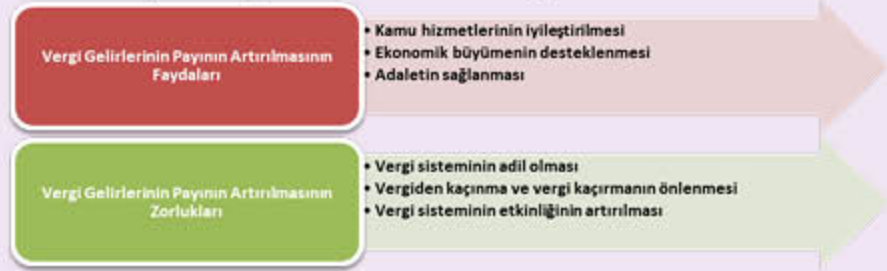 Vergi Gelirlerinin Payının Artırılmasının
Faydaları
• Kamu hizmetlerinin iyileştirilmesi
• Ekonomik büyümenin desteklenmesi
• Adaletin sağlanması
Vergi Gelirlerinin Payının Artırılmasının
Zorlukları
• Vergi sisteminin adil olması
• Vergiden kaçınma ve vergi kaçırmanın önlenmesi
• Vergi sisteminin etkinliğinin artırılması